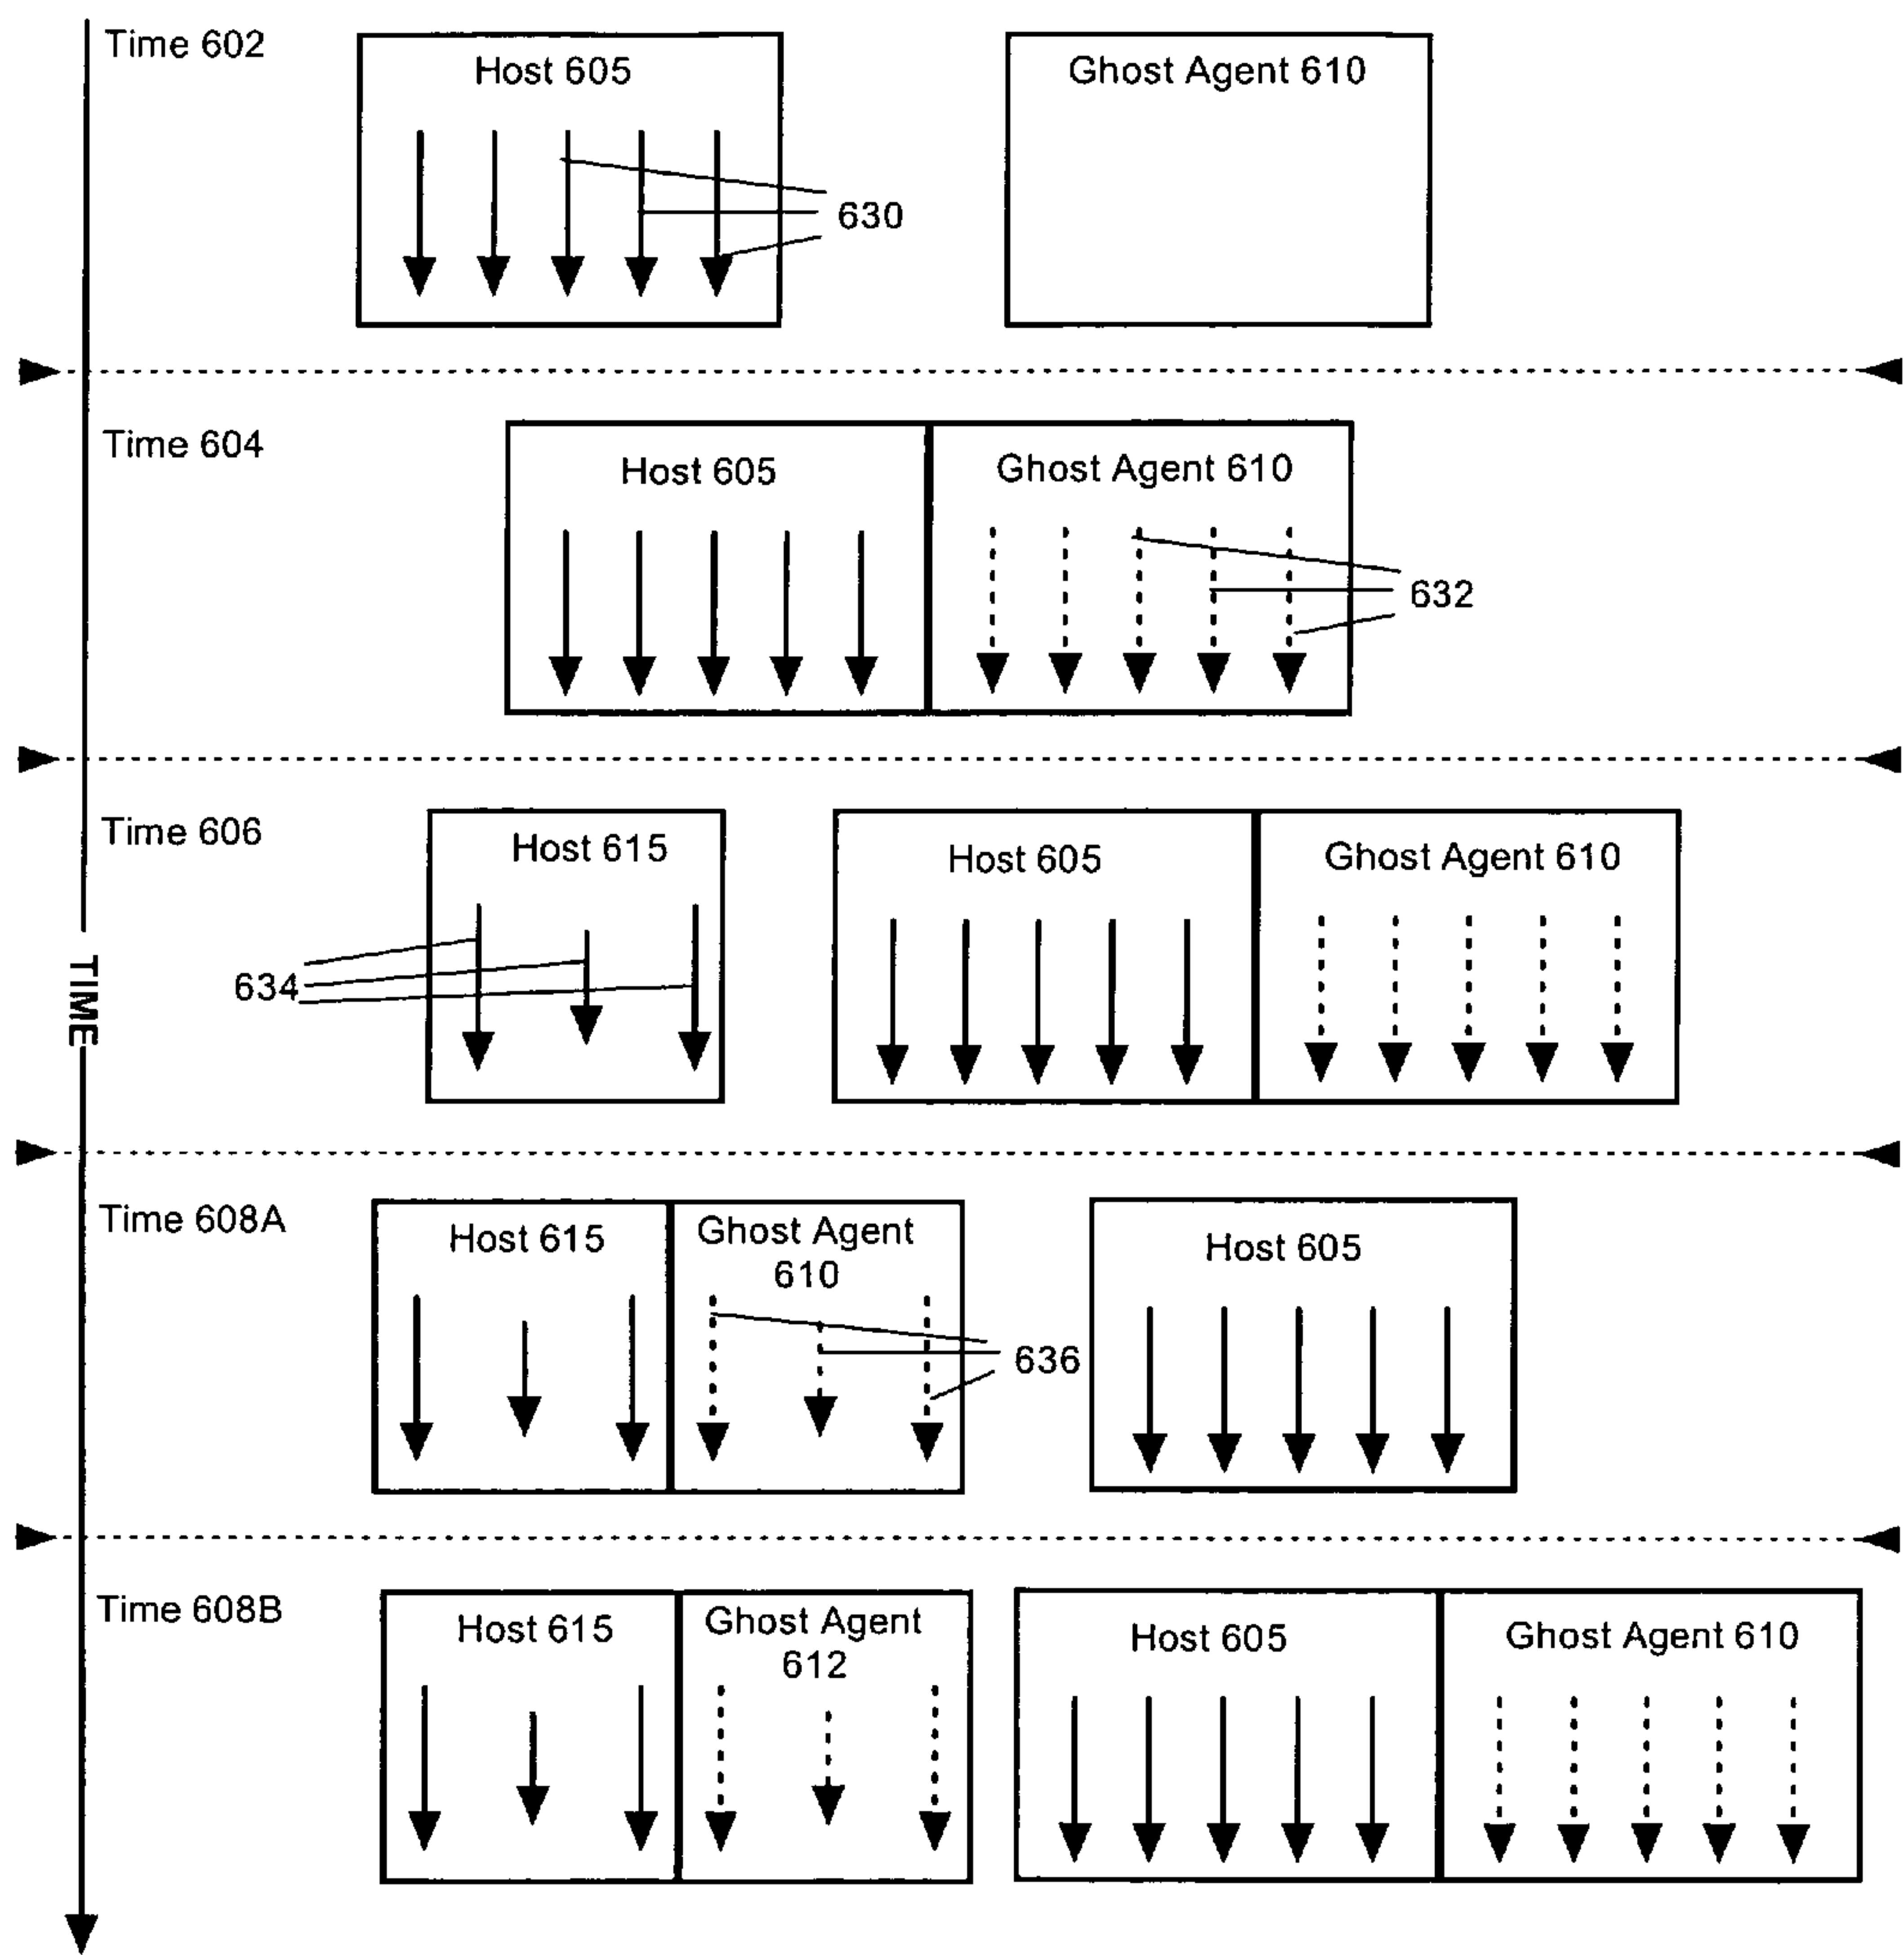 Time 602
Host 605
Ghost Agent 610
630
Time 604
Host 605
Ghost Agent 610
632
Time 606
Host 615
Host 605
Ghost Agent 610
634
TIME
Time 608A
Host 615
Ghost Agent
610
Host 605
636
Time 608B
Host 615
Ghost Agent
612
Host 605
Ghost Agent 610